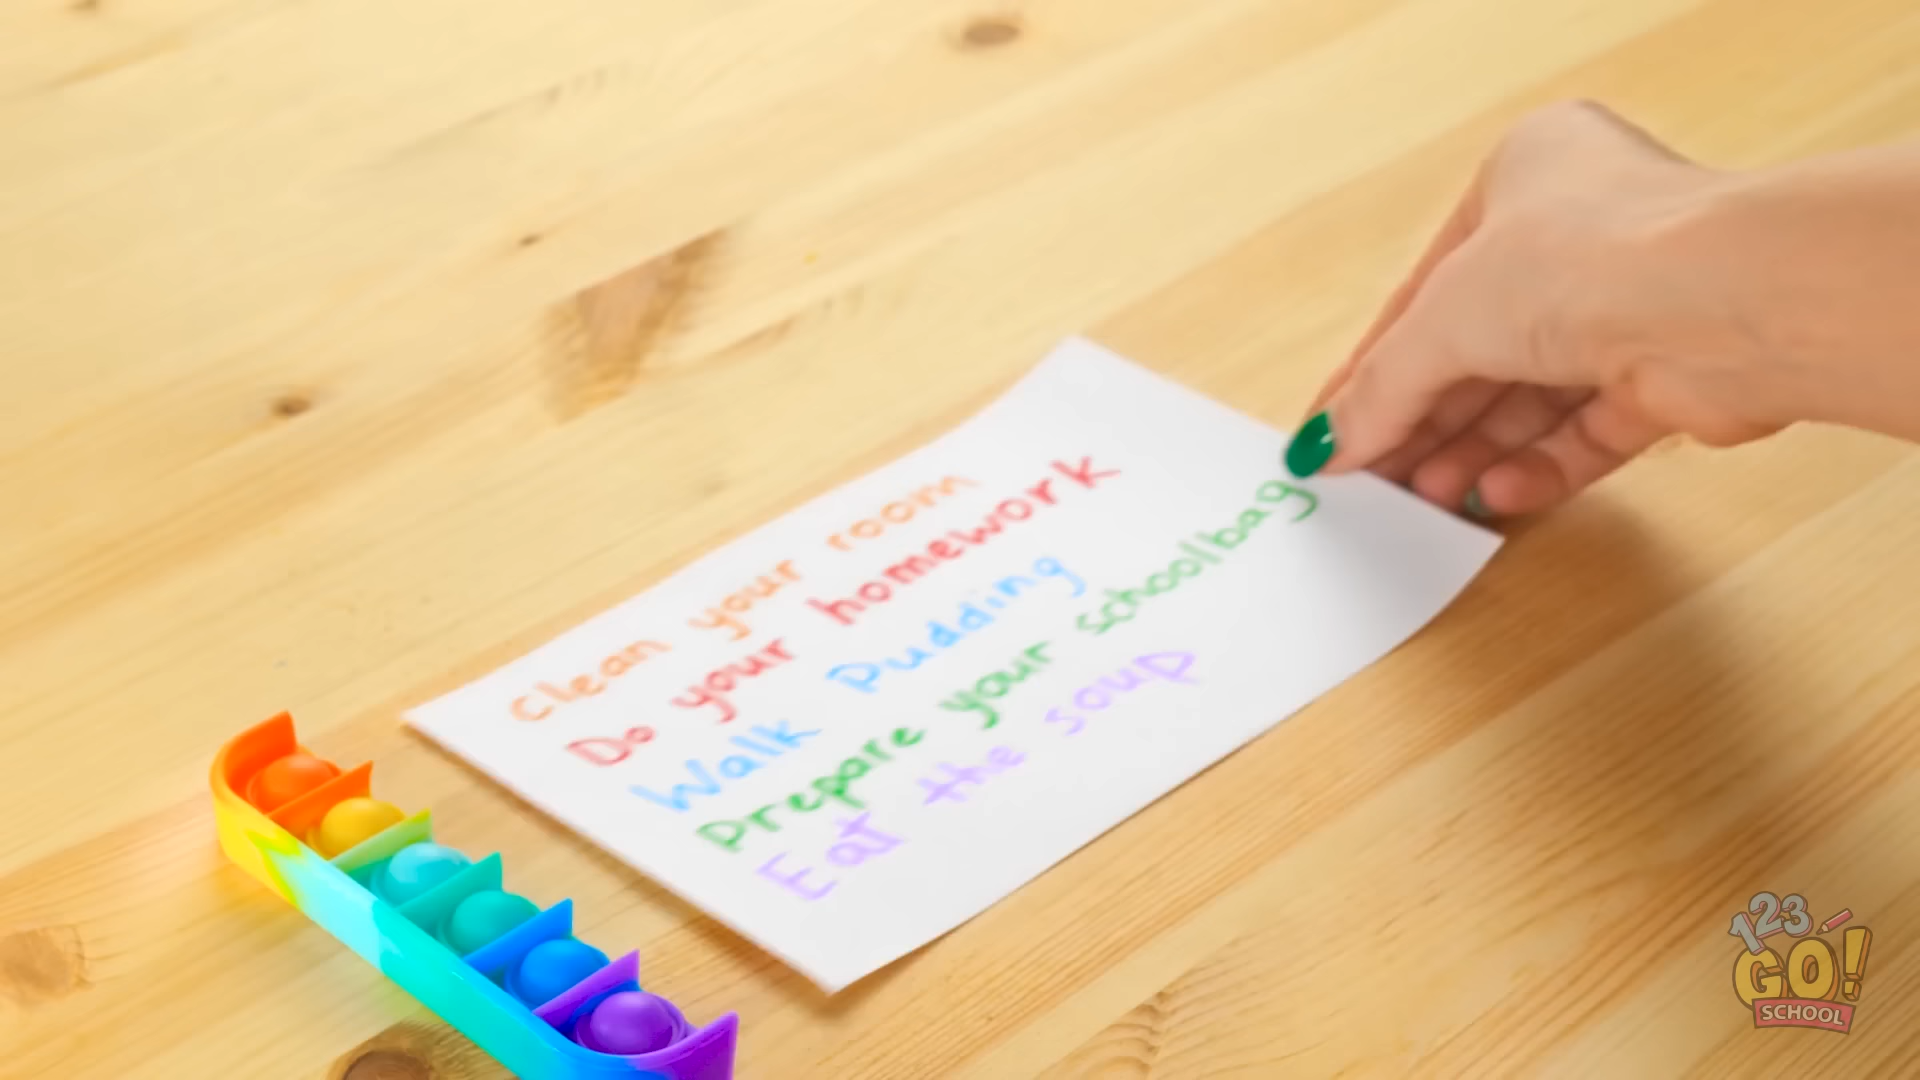 Clean your room
Do your homework
Walk Pudding
Prepare your schoolbag
Eat the soup
123
GO!
SCHOOL